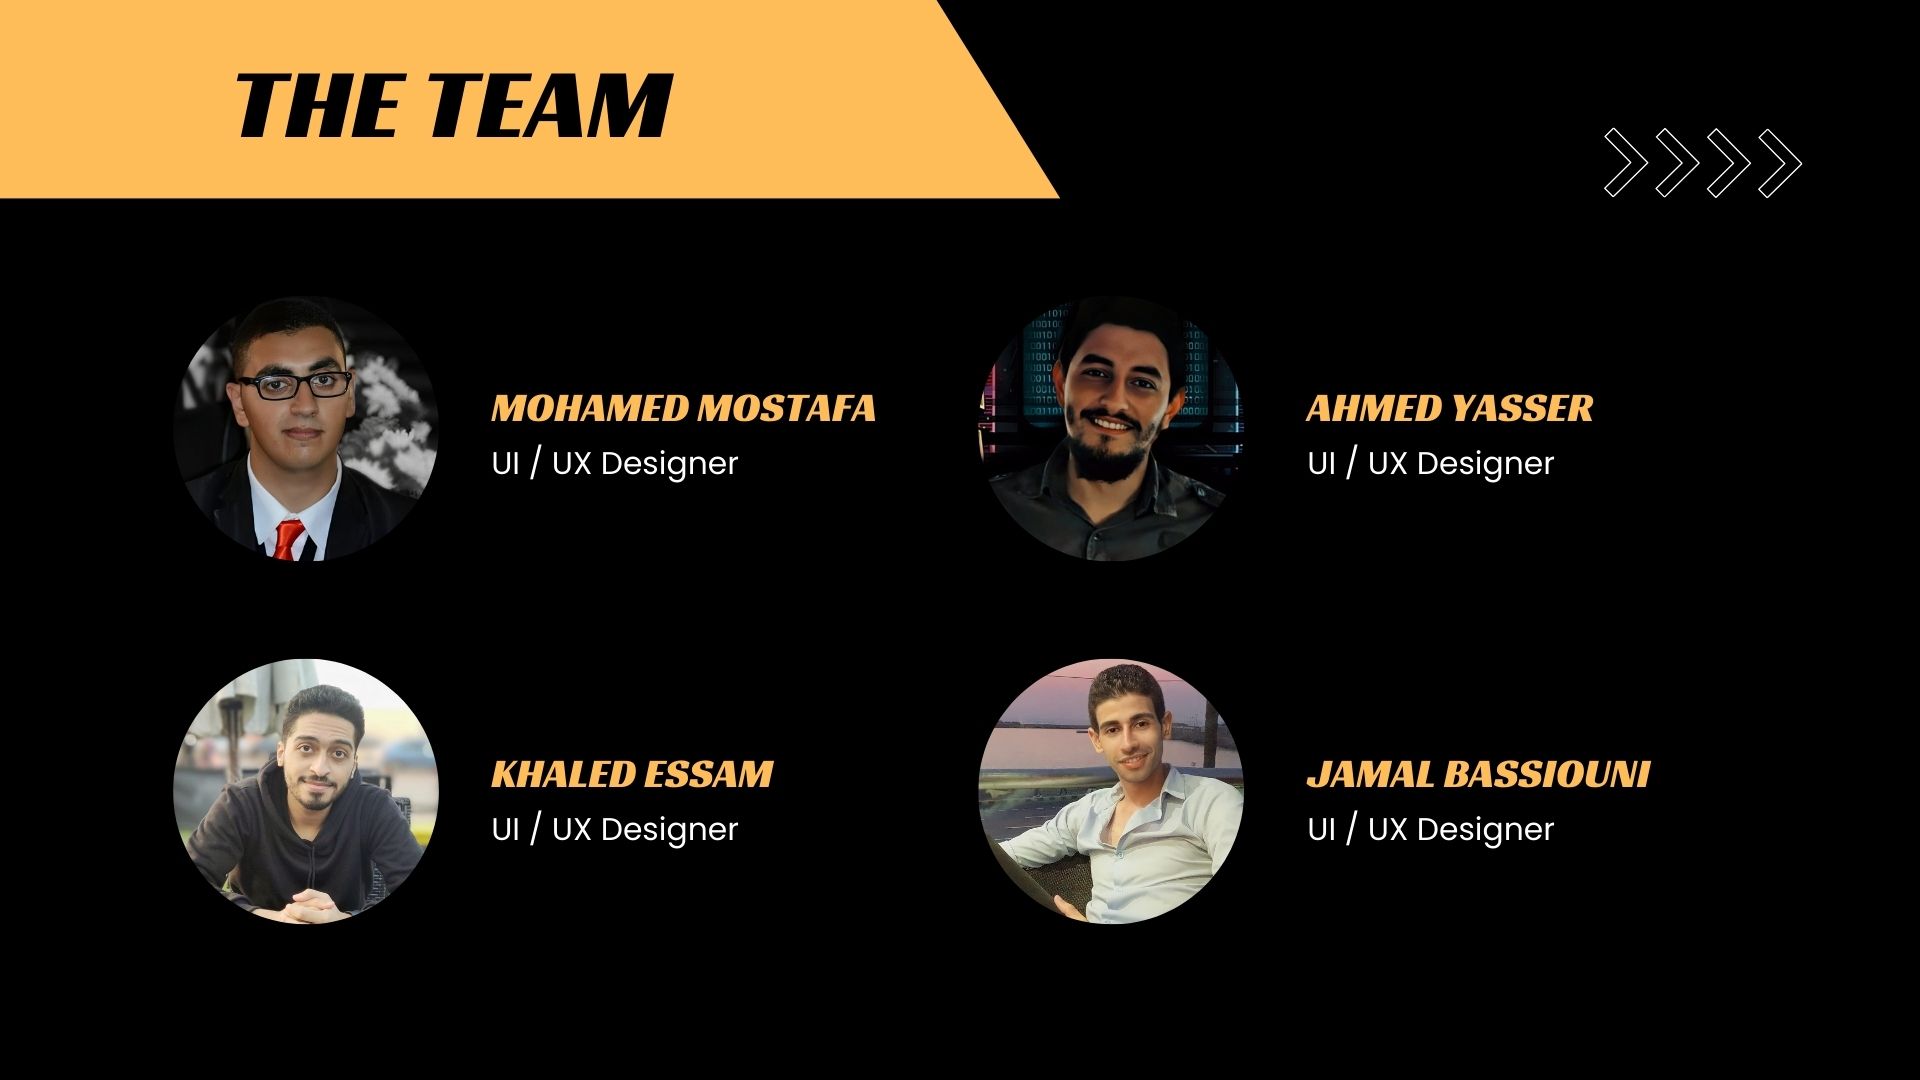 THE TEAM
MOHAMED MOSTAFA
UI / UX Designer
AHMED YASSER
UI / UX Designer
KHALED ESSAM
UI / UX Designer
JAMAL BASSIOUNI
UI / UX Designer